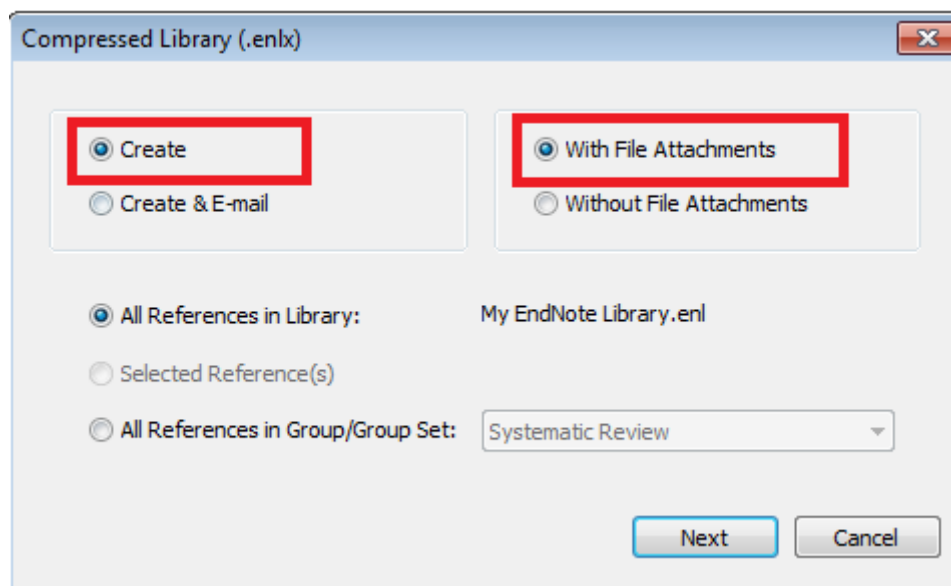 Compressed Library (.enlx)
Create
With File Attachments
Create & E-mail
Without File Attachments
All References in Library:
My EndNote Library.enl
Selected Reference(s)
All References in Group/Group Set:
Systematic Review
Next
Cancel